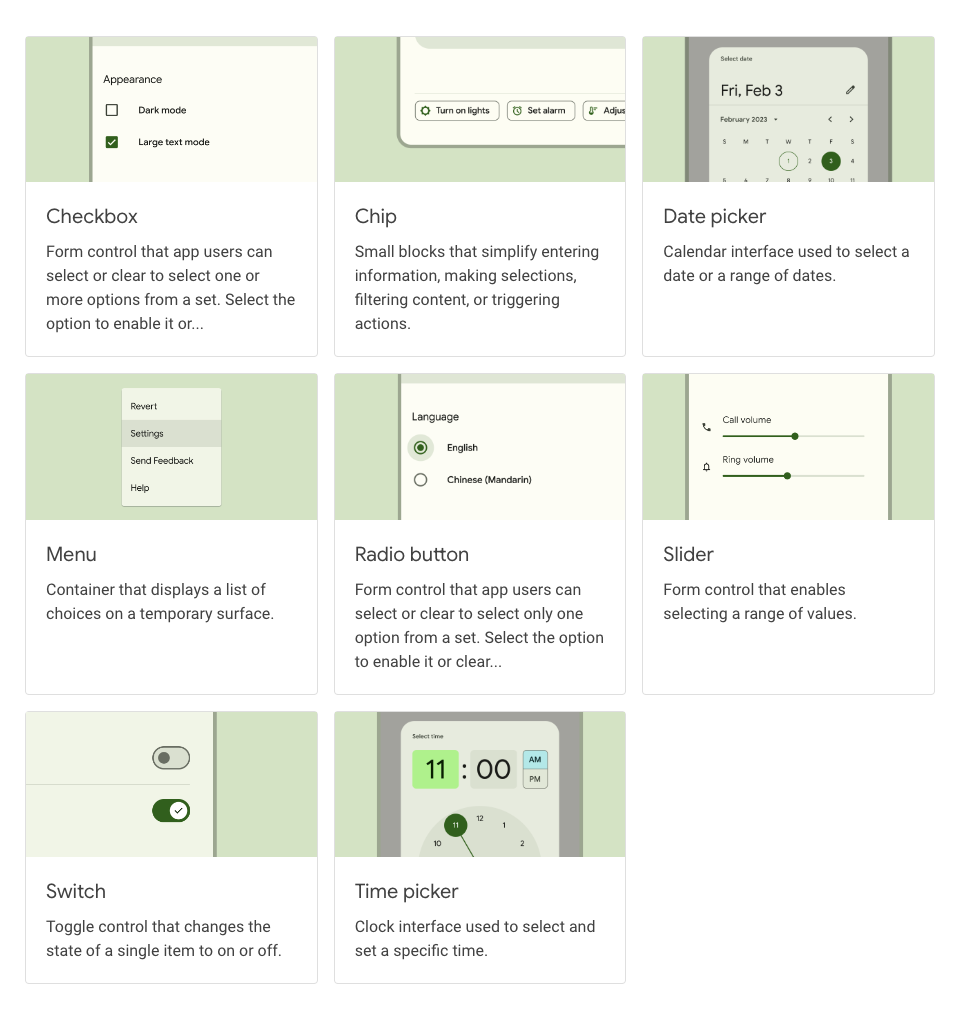 Appearance
Dark mode
Large text mode
Checkbox
Form control that app users can
select or clear to select one or
more options from a set. Select the
option to enable it or...
Turn on lights
Set alarm
Adjus
Chip
Small blocks that simplify entering
information, making selections,
filtering content, or triggering
actions.
Select date
Fri, Feb 3
February 2023
S M T W T F S
1 2 3 4
5 6 7 8 9 10 11
Date picker
Calendar interface used to select a
date or a range of dates.
Revert
Settings
Send Feedback
Help
Menu
Container that displays a list of
choices on a temporary surface.
Language
English
Chinese (Mandarin)
Radio button
Form control that app users can
select or clear to select only one
option from a set. Select the option
to enable it or clear...
Call volume
Ring volume
Slider
Form control that enables
selecting a range of values.
Switch
Toggle control that changes the
state of a single item to on or off.
Select time
11 : 00
AM
PM
12
11 1
10 2
Time picker
Clock interface used to select and
set a specific time.